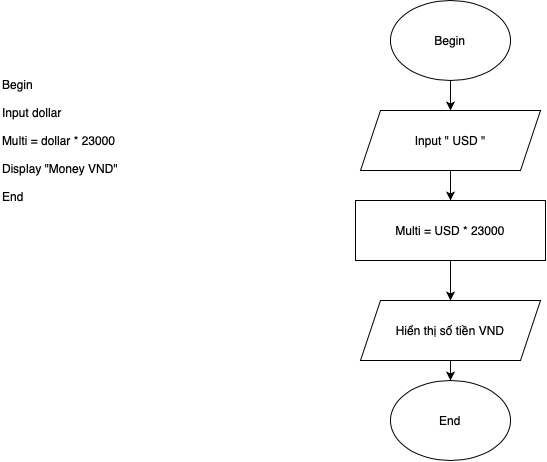 Begin
Input dollar
Multi = dollar * 23000
Display "Money VND"
End
Begin
Input " USD "
Multi = USD * 23000
Hiển thị số tiền VND
End